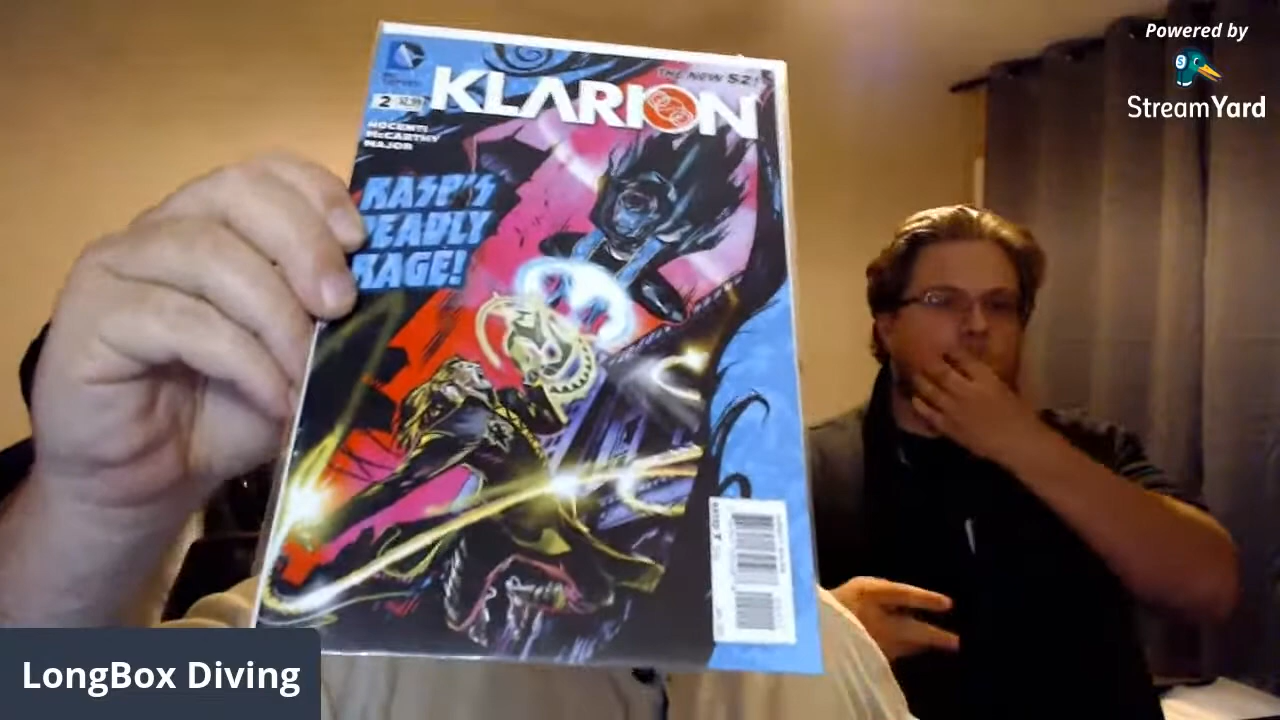 Powered by
StreamYard
THE NEW 52!
KLARION
2
NOCENTI
McCARTHY
MAJOR
RASP'S
DEADLY
RAGE!
LongBox Diving